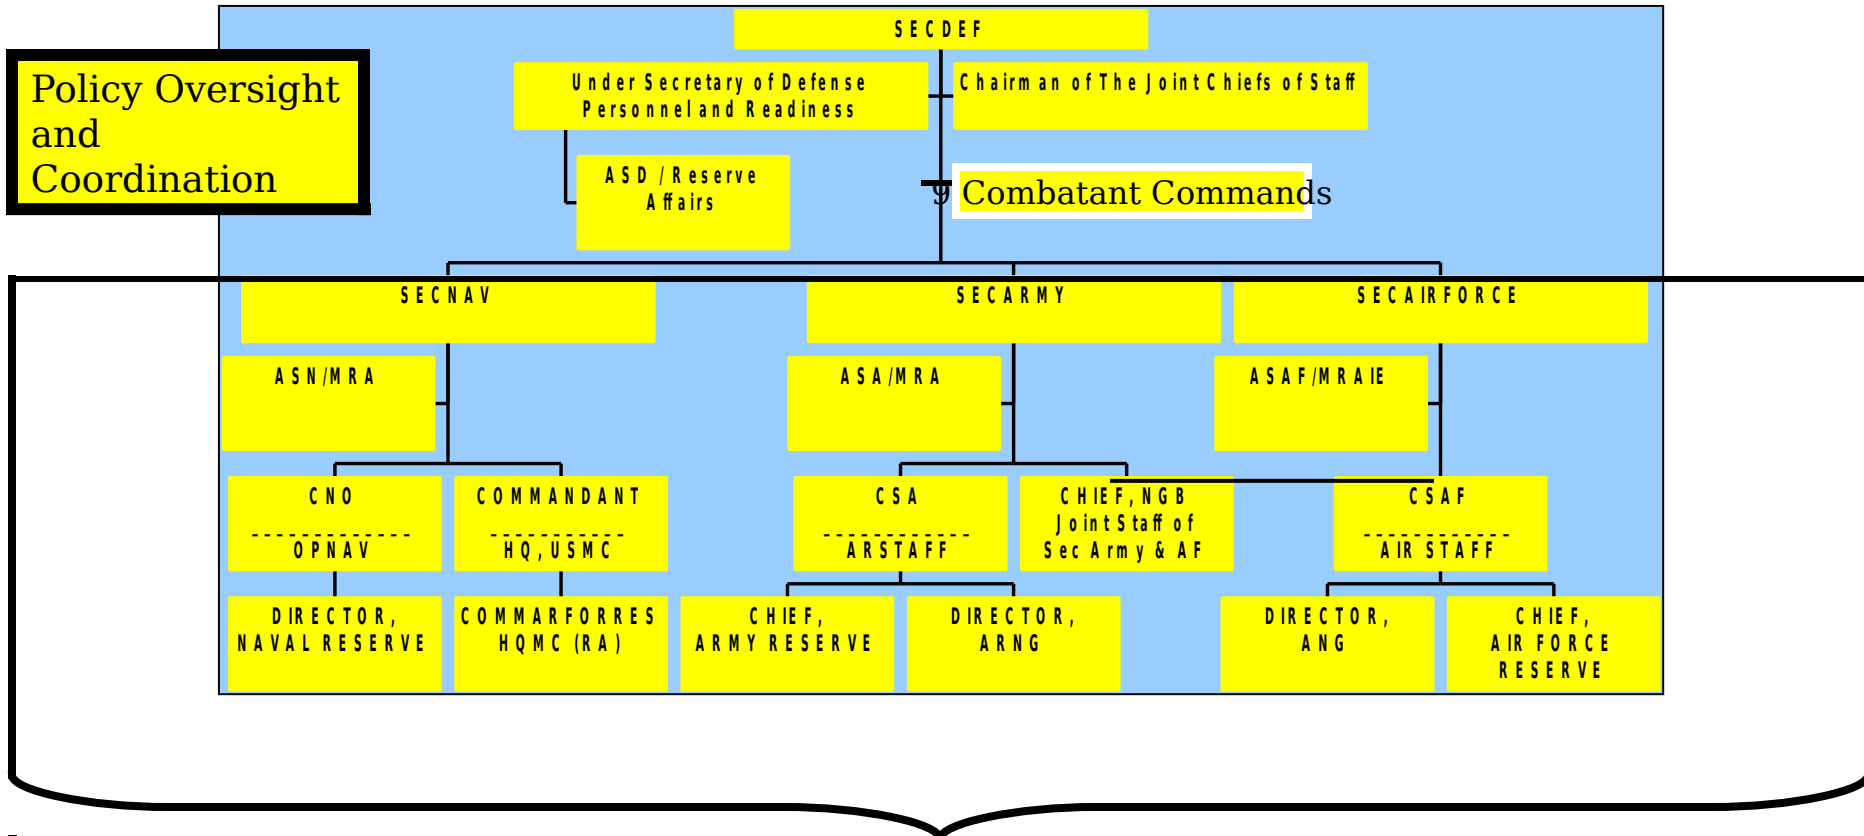 SECDEF
Policy Oversight
and
Coordination
Under Secretary of Defense
Personnel and Readiness
Chairman of The Joint Chiefs of Staff
ASD / Reserve
Affairs
9 Combatant Commands
SECNAV
SECARMY
SECAIRFORCE
ASN/MRA
ASA/MRA
ASAF/MRAIE
CNO
------------
OPNAV
COMMANDANT
------------
HQ, USMC
CSA
------------
ARSTAFF
CHIEF, NGB
Joint Staff of
Sec Army & AF
CSAF
------------
AIR STAFF
DIRECTOR,
NAVAL RESERVE
COMMARFORRES
HQMC (RA)
CHIEF,
ARMY RESERVE
DIRECTOR,
ARNG
DIRECTOR,
ANG
CHIEF,
AIR FORCE
RESERVE